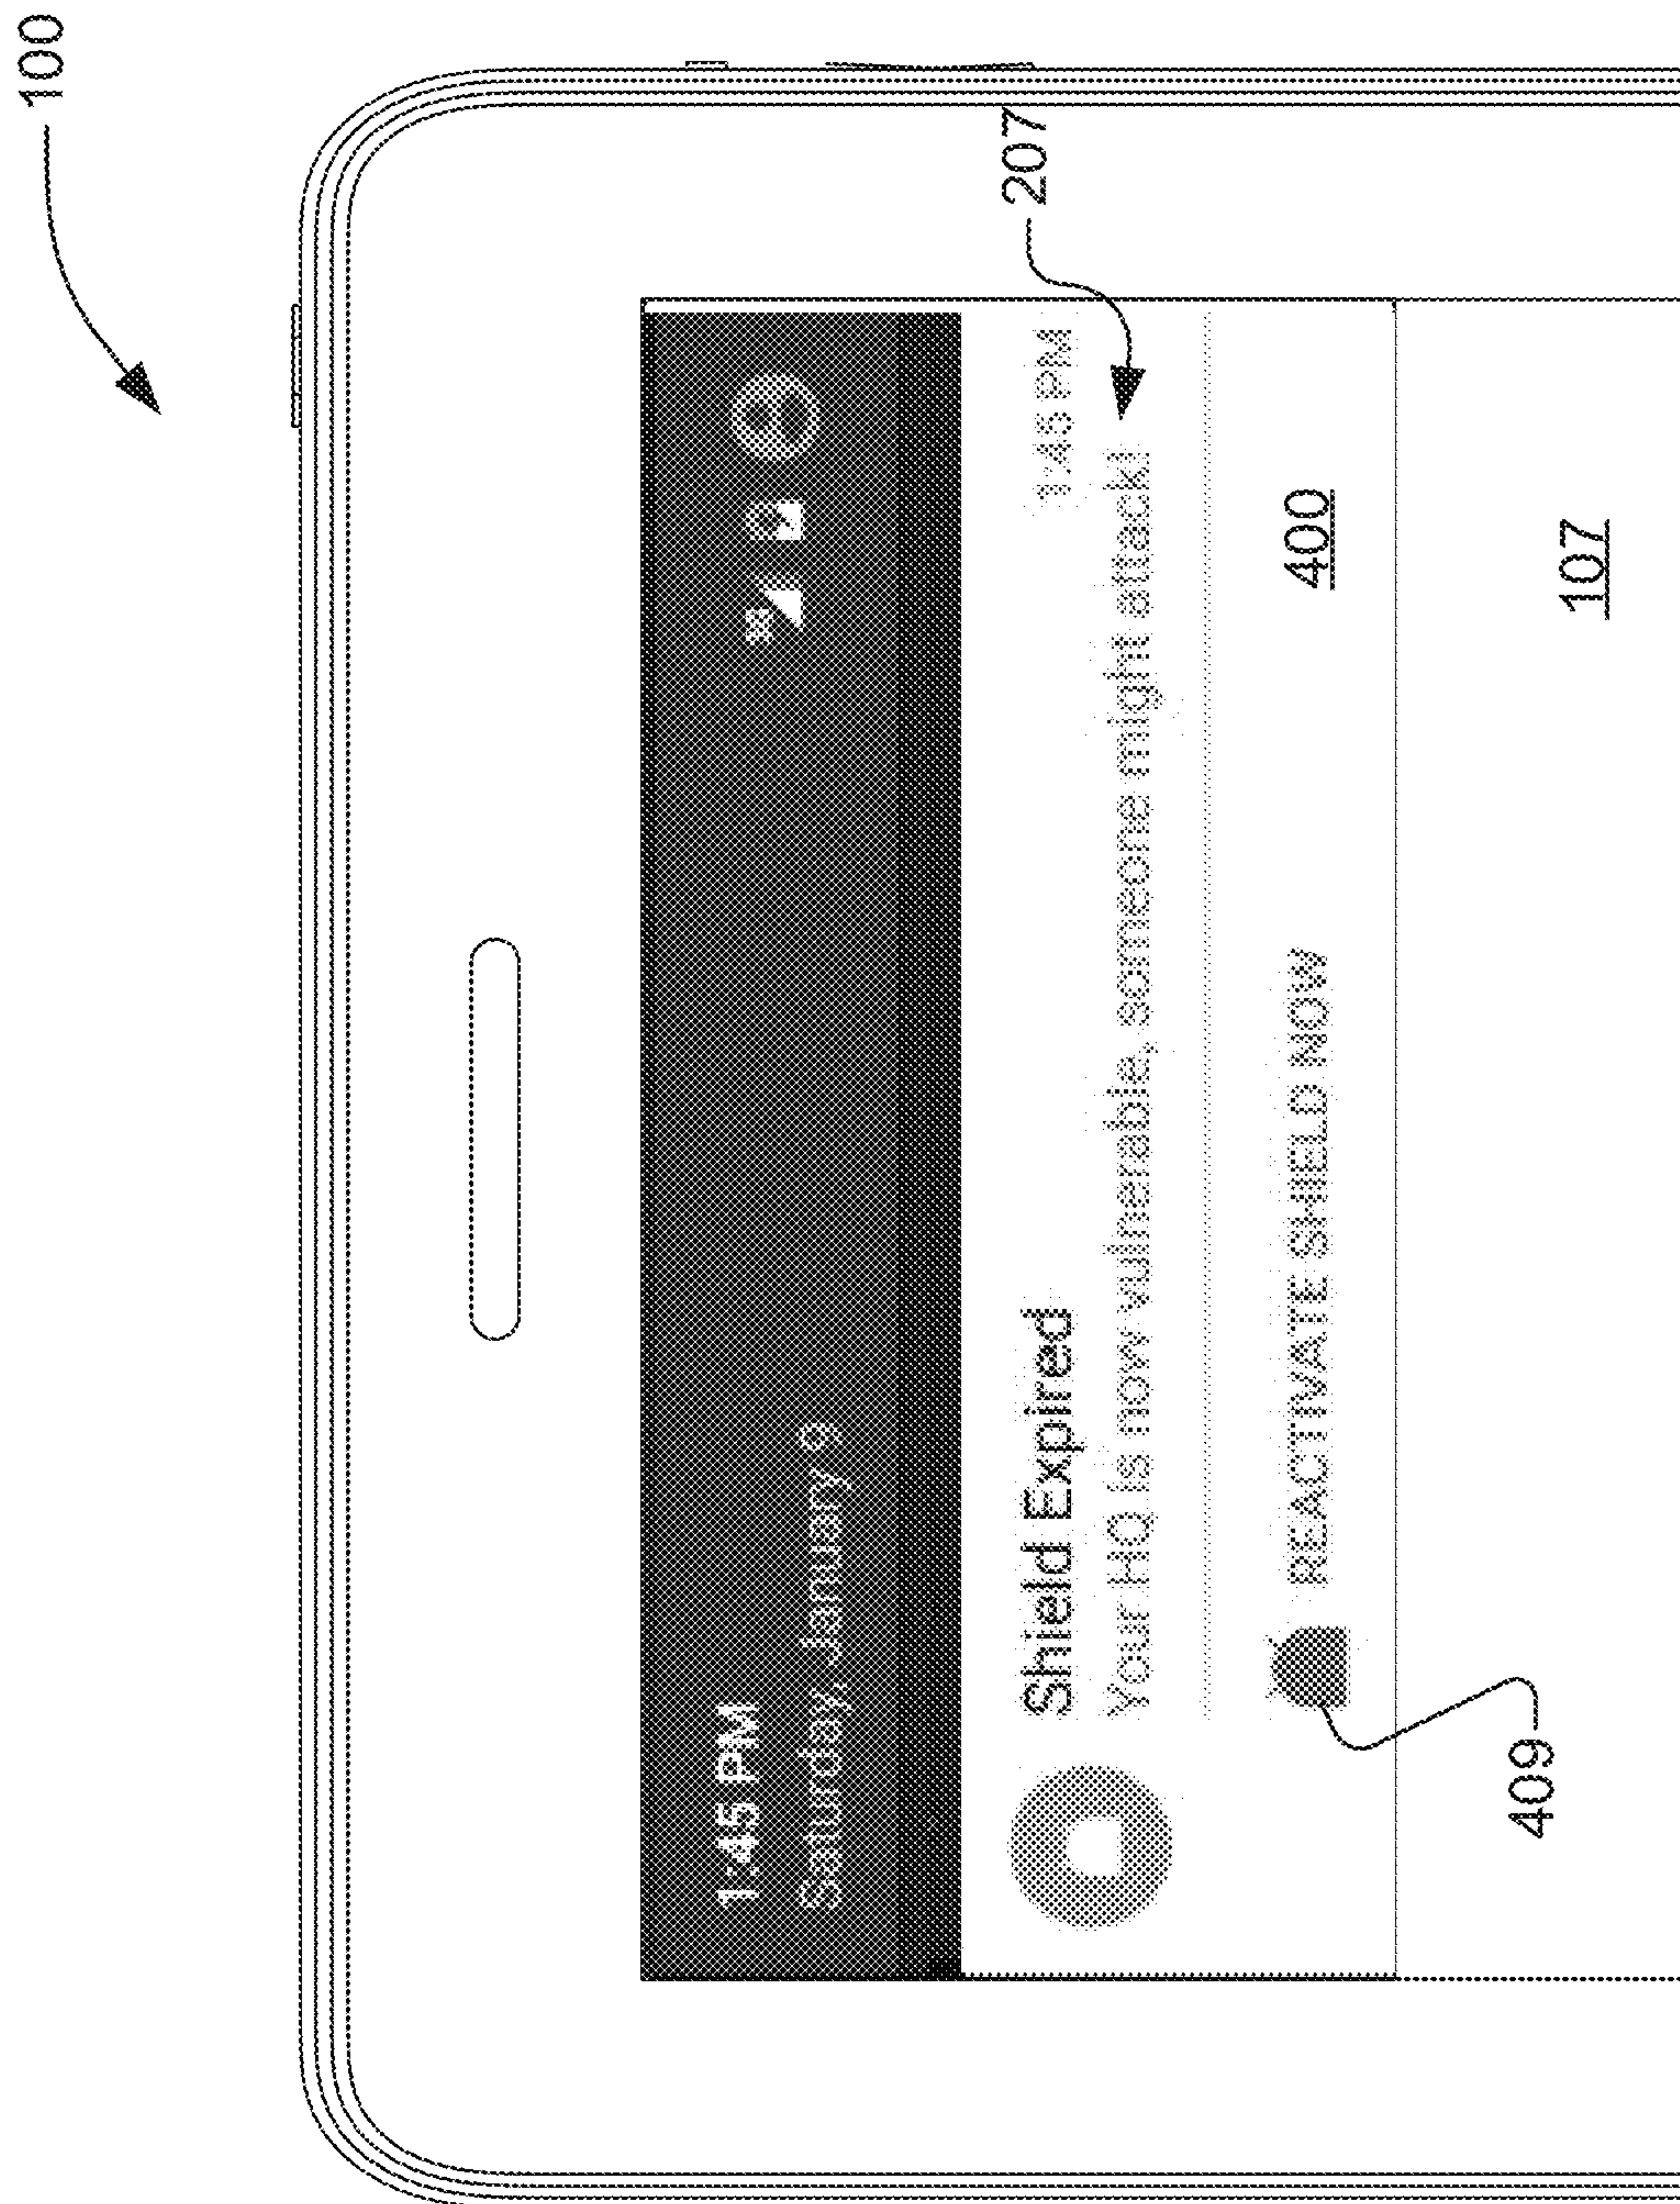 100
1:45 PM
Saturday, January 9
Shield Expired
1:45 PM
207
Your HQ is now vulnerable, someone might attack!
REACTIVATE SHIELD NOW
400
409
107